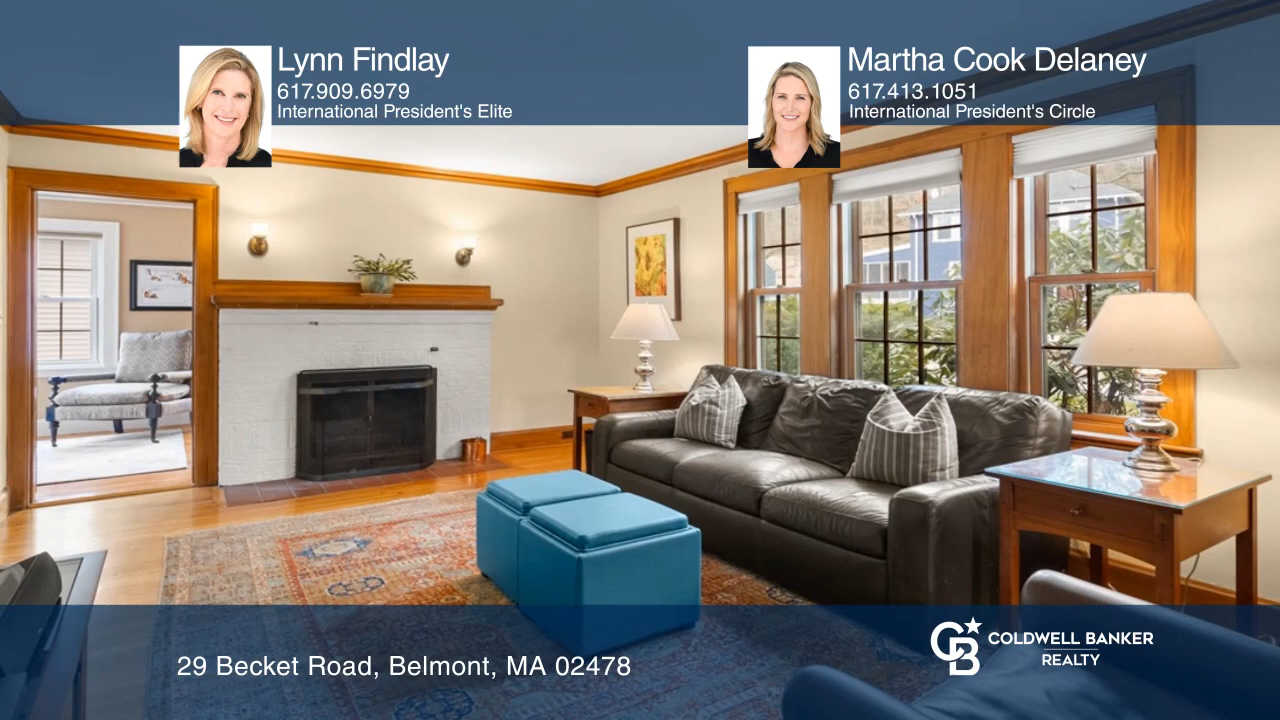 Lynn Findlay
617.909.6979
International President's Elite
Martha Cook Delaney
617.413.1051
International President's Circle
29 Becket Road, Belmont, MA 02478
CB
COLDWELL BANKER
REALTY